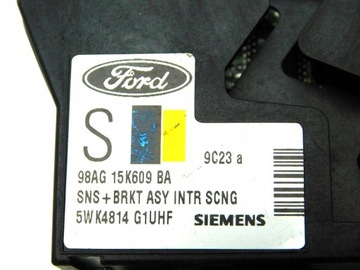 Ford
S
9C23 a
98AG 15K609 BA
SNS+BRKT ASY INTR SCNG
5WK4814 G1UHF SIEMENS